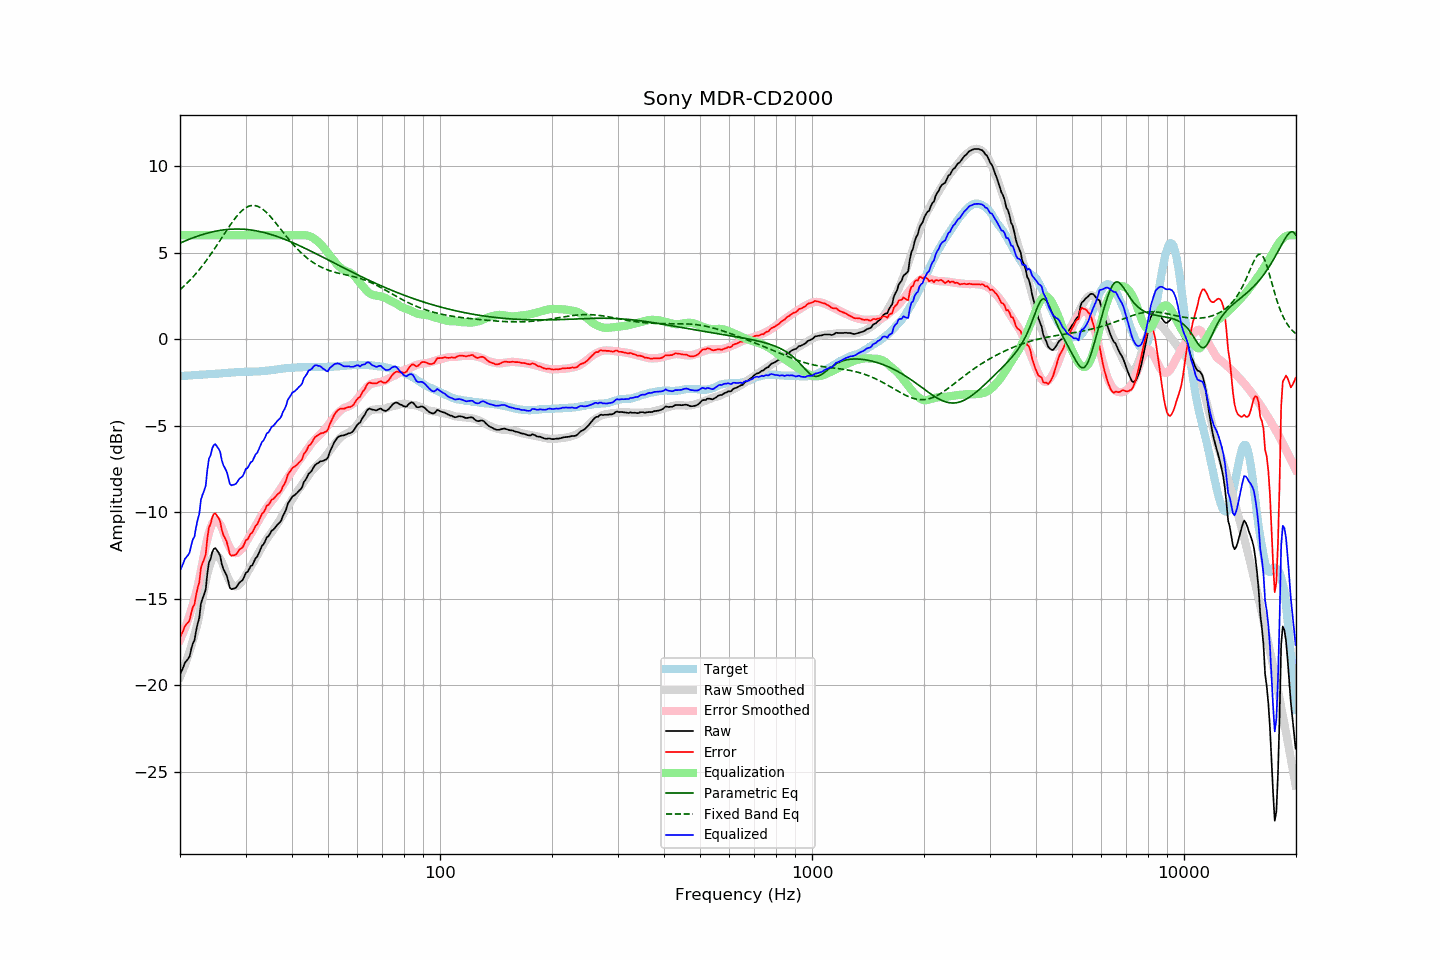 Sony MDR-CD2000
Amplitude (dBr)
10
5
0
−5
−10
−15
−20
−25
Target
Raw Smoothed
Error Smoothed
Raw
Error
Equalization
Parametric Eq
Fixed Band Eq
Equalized
100
1000
10000
Frequency (Hz)